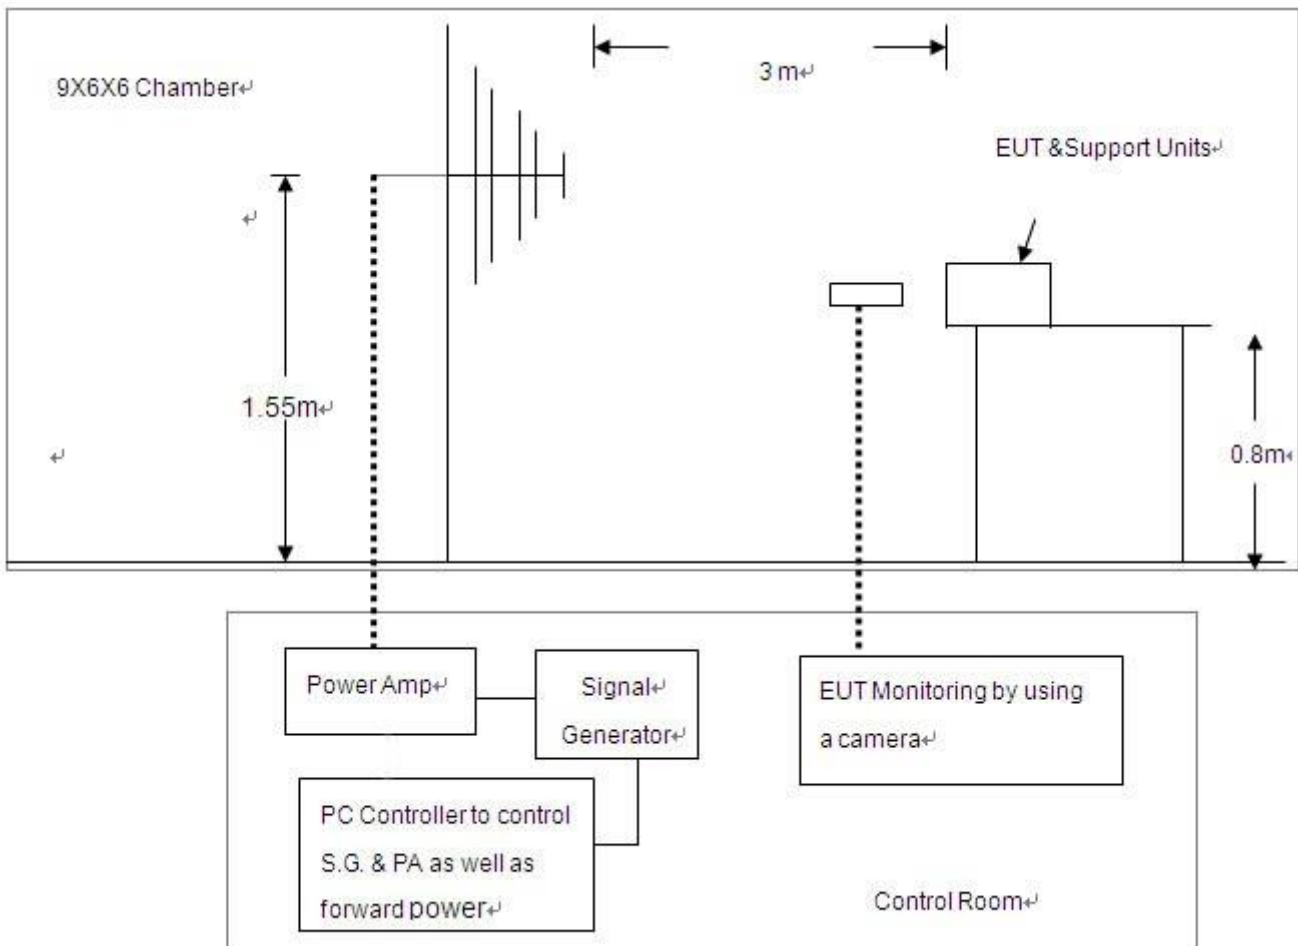 9X6X6 Chamber↵
3 m↵
EUT &Support Units↵
↵
1.55m↵
↵
0.8m
Power Amp↵
Signal↵
Generator↵
EUT Monitoring by using
a camera↵
PC Controller to control
S.G. & PA as well as
forward power↵
Control Room↵